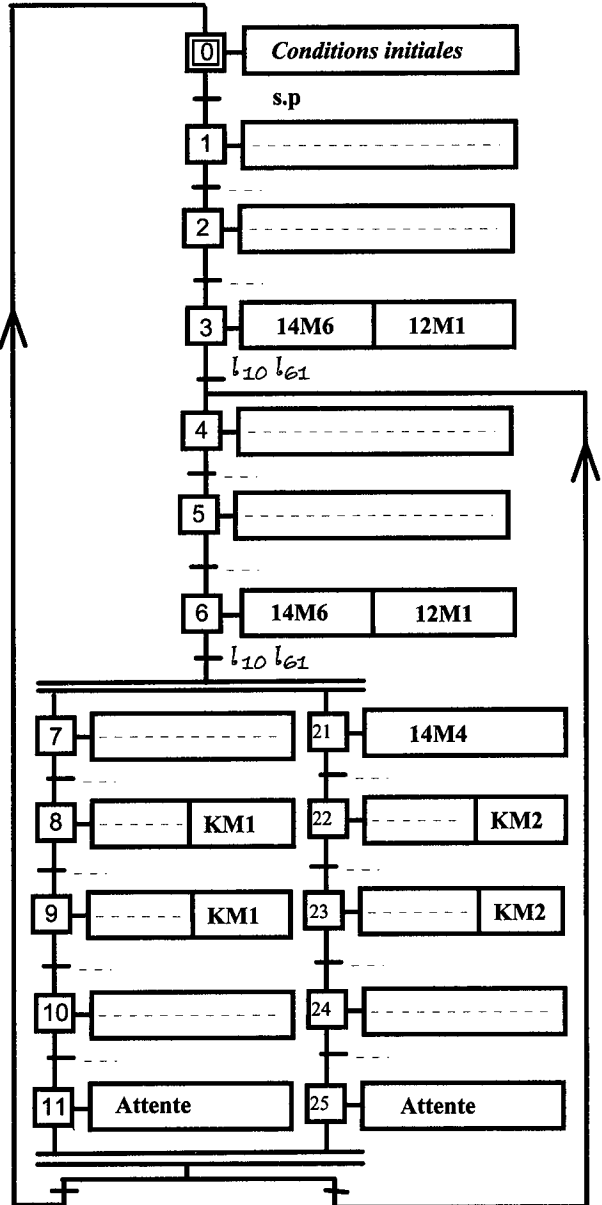 0 Conditions initiales
s.p
1
2
3 14M6 12M1
l10 l61
4
5
6 14M6 12M1
l10 l61
7 21 14M4
8 KM1 22 KM2
9 KM1 23 KM2
10 24
11 Attente 25 Attente